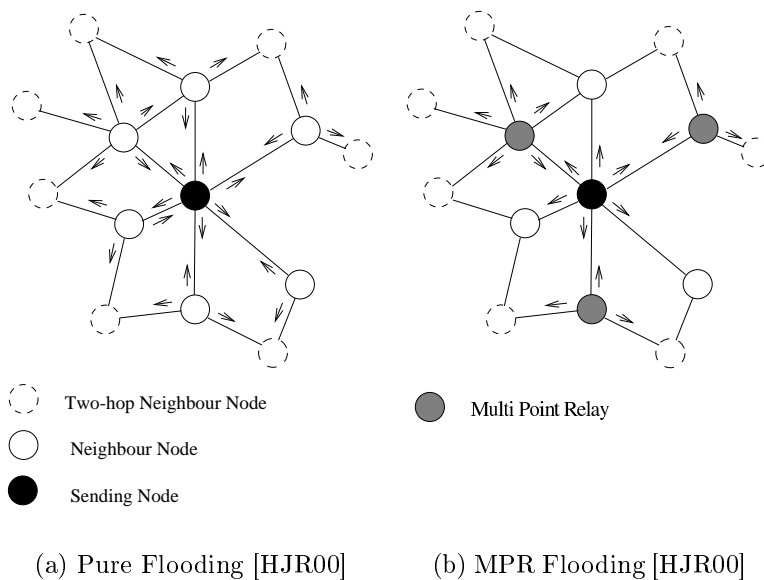 Two-hop Neighbour Node
Neighbour Node
Sending Node
Multi Point Relay
(a) Pure Flooding [HJR00]
(b) MPR Flooding [HJR00]